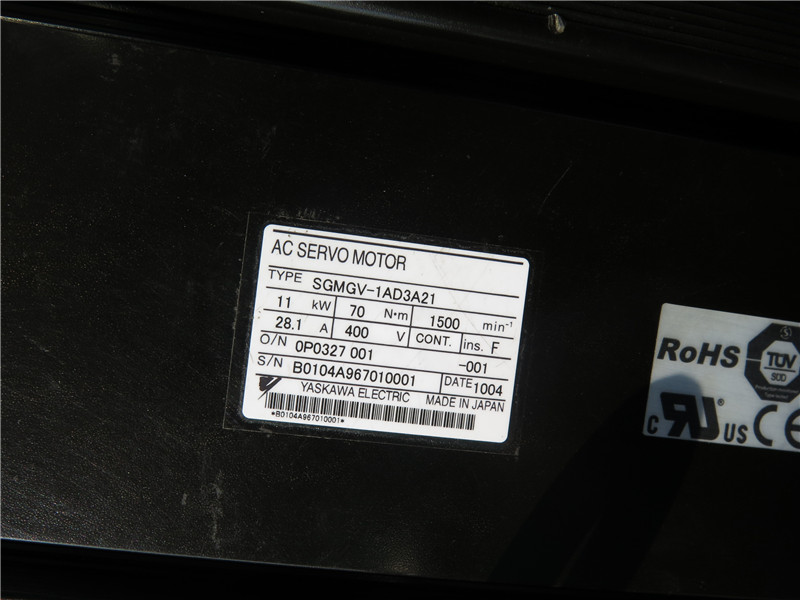 AC SERVO MOTOR
TYPE SGMGV-1AD3A21
11 kW 70 N·m 1500 min⁻¹
28.1 A 400 V CONT. ins. F
O/N 0P0327 001 -001
S/N B0104A967010001 DATE 1004
YASKAWA ELECTRIC MADE IN JAPAN
*B0104A967010001*
RoHS
TÜV
SÜD
c RU® US CE